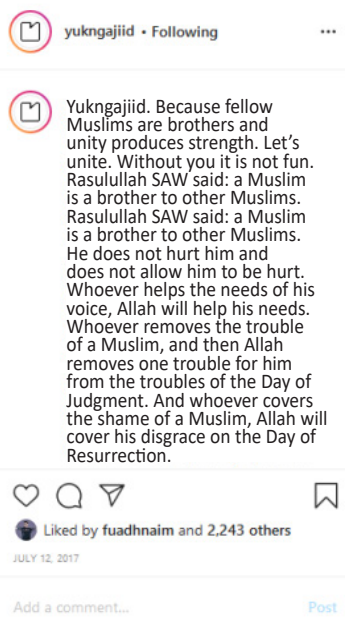 yukngajiid • Following
Yukngajiid. Because fellow
Muslims are brothers and
unity produces strength. Let's
unite. Without you it is not fun.
Rasulullah SAW said: a Muslim
is a brother to other Muslims.
Rasulullah SAW said: a Muslim
is a brother to other Muslims.
He does not hurt him and
does not allow him to be hurt.
Whoever helps the needs of his
voice, Allah will help his needs.
Whoever removes the trouble
of a Muslim, and then Allah
removes one trouble for him
from the troubles of the Day of
Judgment. And whoever covers
the shame of a Muslim, Allah will
cover his disgrace on the Day of
Resurrection.
Liked by fuadhnaim and 2,243 others
JULY 12, 2017
Add a comment... Post